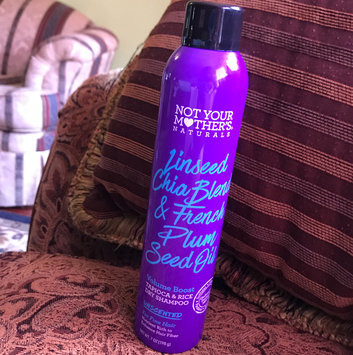 NOT YOUR
MOTHER'S
NATURALS
Linseed
Chia Blend
& French
Plum
Seed Oil
Volume Boost
TAPIOCA & RICE
DRY SHAMPOO
UNSCENTED